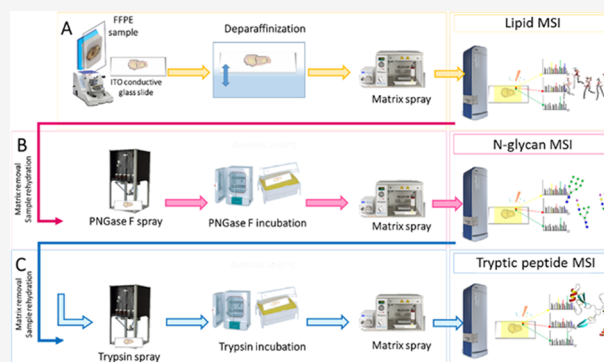 A
FFPE
sample
ITO conductive
glass slide
Deparaffinization
Matrix spray
Lipid MSI
B
Matrix removal
Sample rehydration
PNGase F spray
PNGase F incubation
Matrix spray
N-glycan MSI
C
Matrix removal
Sample rehydration
Trypsin spray
Trypsin incubation
Matrix spray
Tryptic peptide MSI